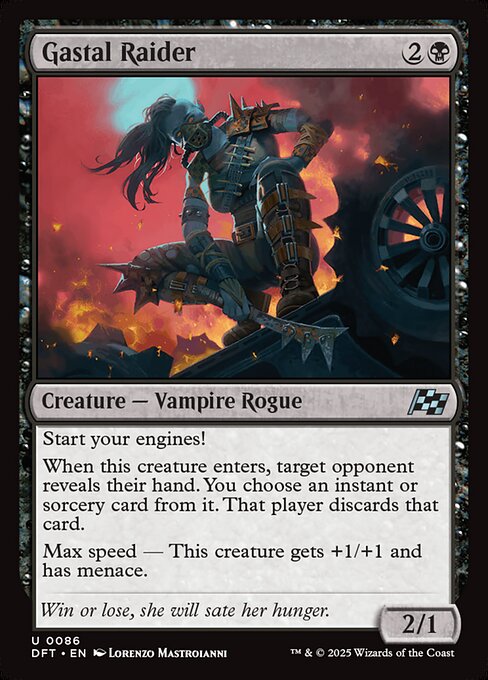 Gastal Raider 2
Creature — Vampire Rogue
Start your engines!
When this creature enters, target opponent
reveals their hand. You choose an instant or
sorcery card from it. That player discards that
card.
Max speed — This creature gets +1/+1 and
has menace.
Win or lose, she will sate her hunger.
2/1
U 0086
DFT • EN Lorenzo Mastroianni ™ & © 2025 Wizards of the Coast